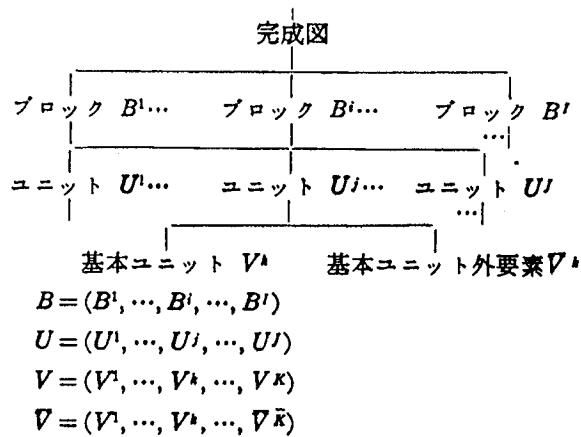 完成図
ブロック B¹… ブロック Bⁱ… ブロック Bᴵ
…
ユニット U¹… ユニット Uʲ… ユニット Uᴶ
…
基本ユニット Vᵏ 基本ユニット外要素 V̄ᵏ
B=(B¹, …, Bⁱ, …, Bᴵ)
U=(U¹, …, Uʲ, …, Uᴶ)
V=(V¹, …, Vᵏ, …, Vᴷ)
V̄=(V¹, …, Vᵏ, …, V̄ᴷ̄)